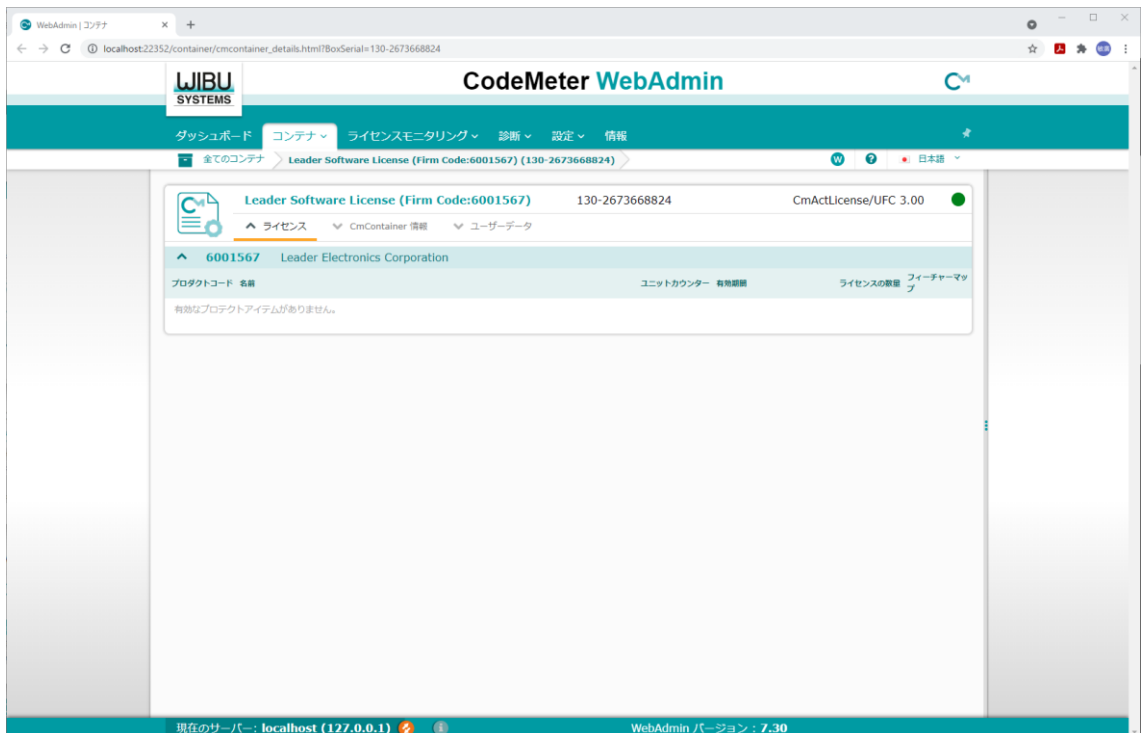 WebAdmin | コンテナ
localhost:22352/container/cmcontainer_details.html?BoxSerial=130-2673668824
WIBU
SYSTEMS
CodeMeter WebAdmin
ダッシュボード コンテナ ライセンスモニタリング 診断 設定 情報
全てのコンテナ Leader Software License (Firm Code:6001567) (130-2673668824) W ? 日本語
Leader Software License (Firm Code:6001567) 130-2673668824 CmActLicense/UFC 3.00
ライセンス CmContainer 情報 ユーザーデータ
6001567 Leader Electronics Corporation
プロダクトコード 名前 ユニットカウンター 有効期間 ライセンスの数量 フィーチャーマッ
プ
有効なプロテクトアイテムがありません。
現在のサーバー: localhost (127.0.0.1) WebAdmin バージョン : 7.30